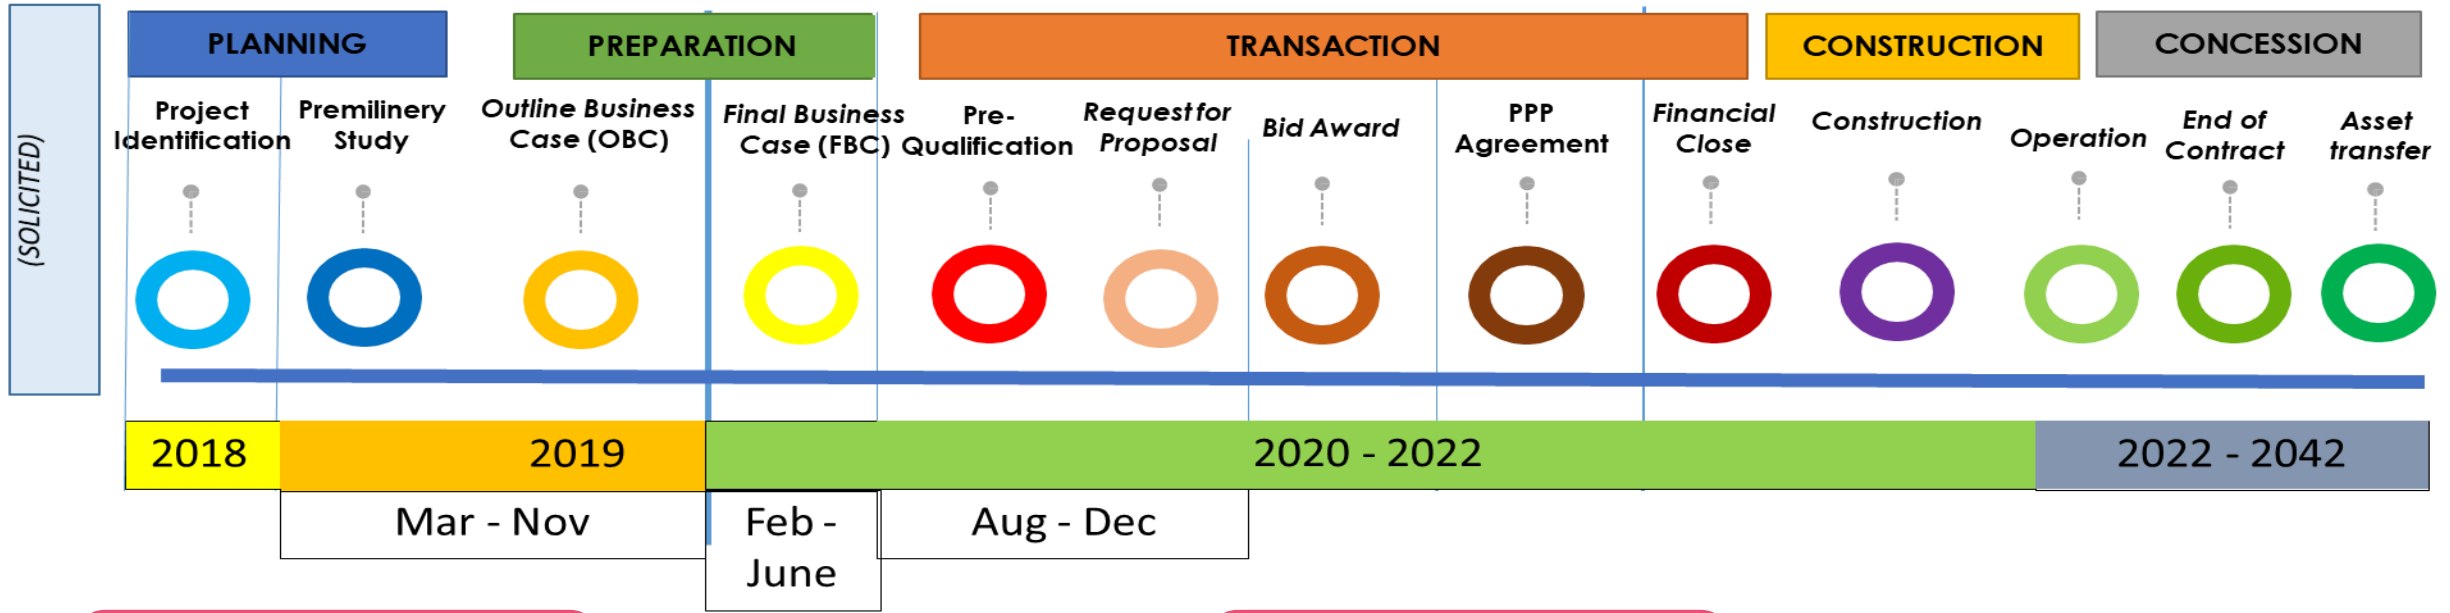 PLANNING
PREPARATION
TRANSACTION
CONSTRUCTION
CONCESSION
(SOLICITED)
Project
Identification
Premilinery
Study
Outline Business
Case (OBC)
Final Business
Case (FBC)
Pre-
Qualification
Request for
Proposal
Bid Award
PPP
Agreement
Financial
Close
Construction
Operation
End of
Contract
Asset
transfer
2018
2019
2020 - 2022
2022 - 2042
Mar - Nov
Feb -
June
Aug - Dec